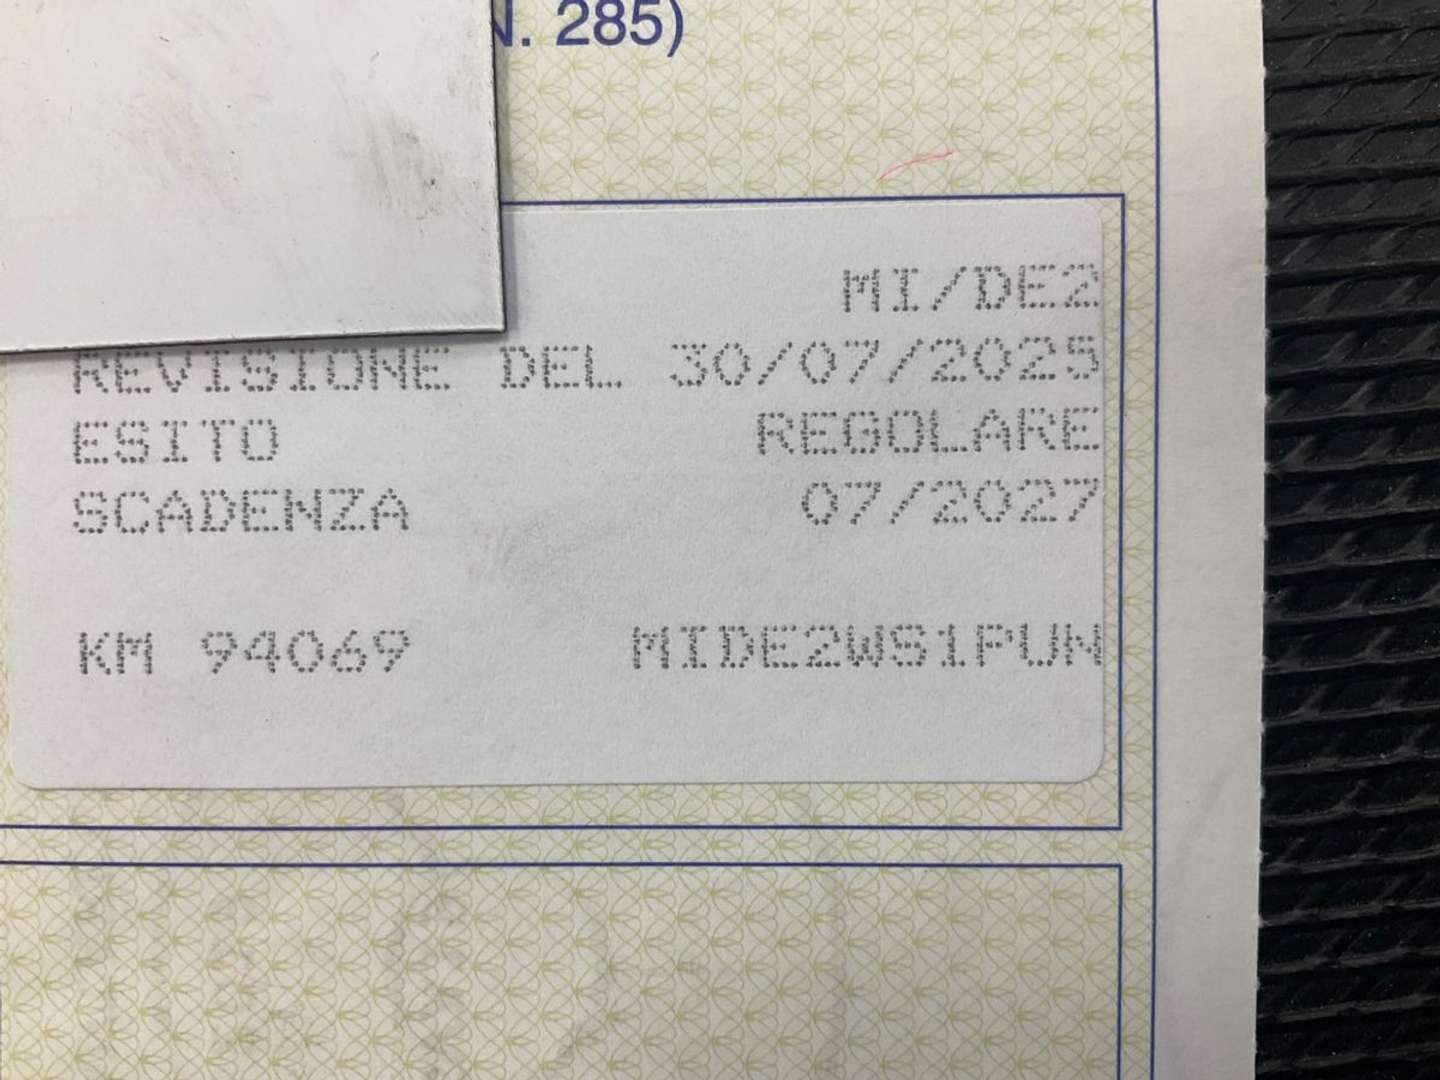 N. 285)
MI/DE2
REVISIONE DEL 30/07/2025
ESITO REGOLARE
SCADENZA 07/2027
KM 94069 MIDE2WS1PUN